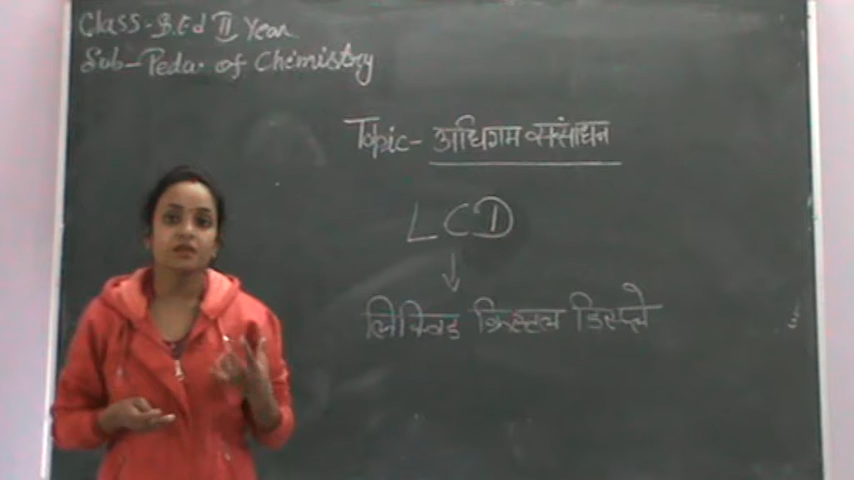 Class-B.Ed II Year
Sub-Peda. of Chemistry
Topic- अधिगम संसाधन
LCD
↓
लिक्विड क्रिस्टल डिस्प्ले